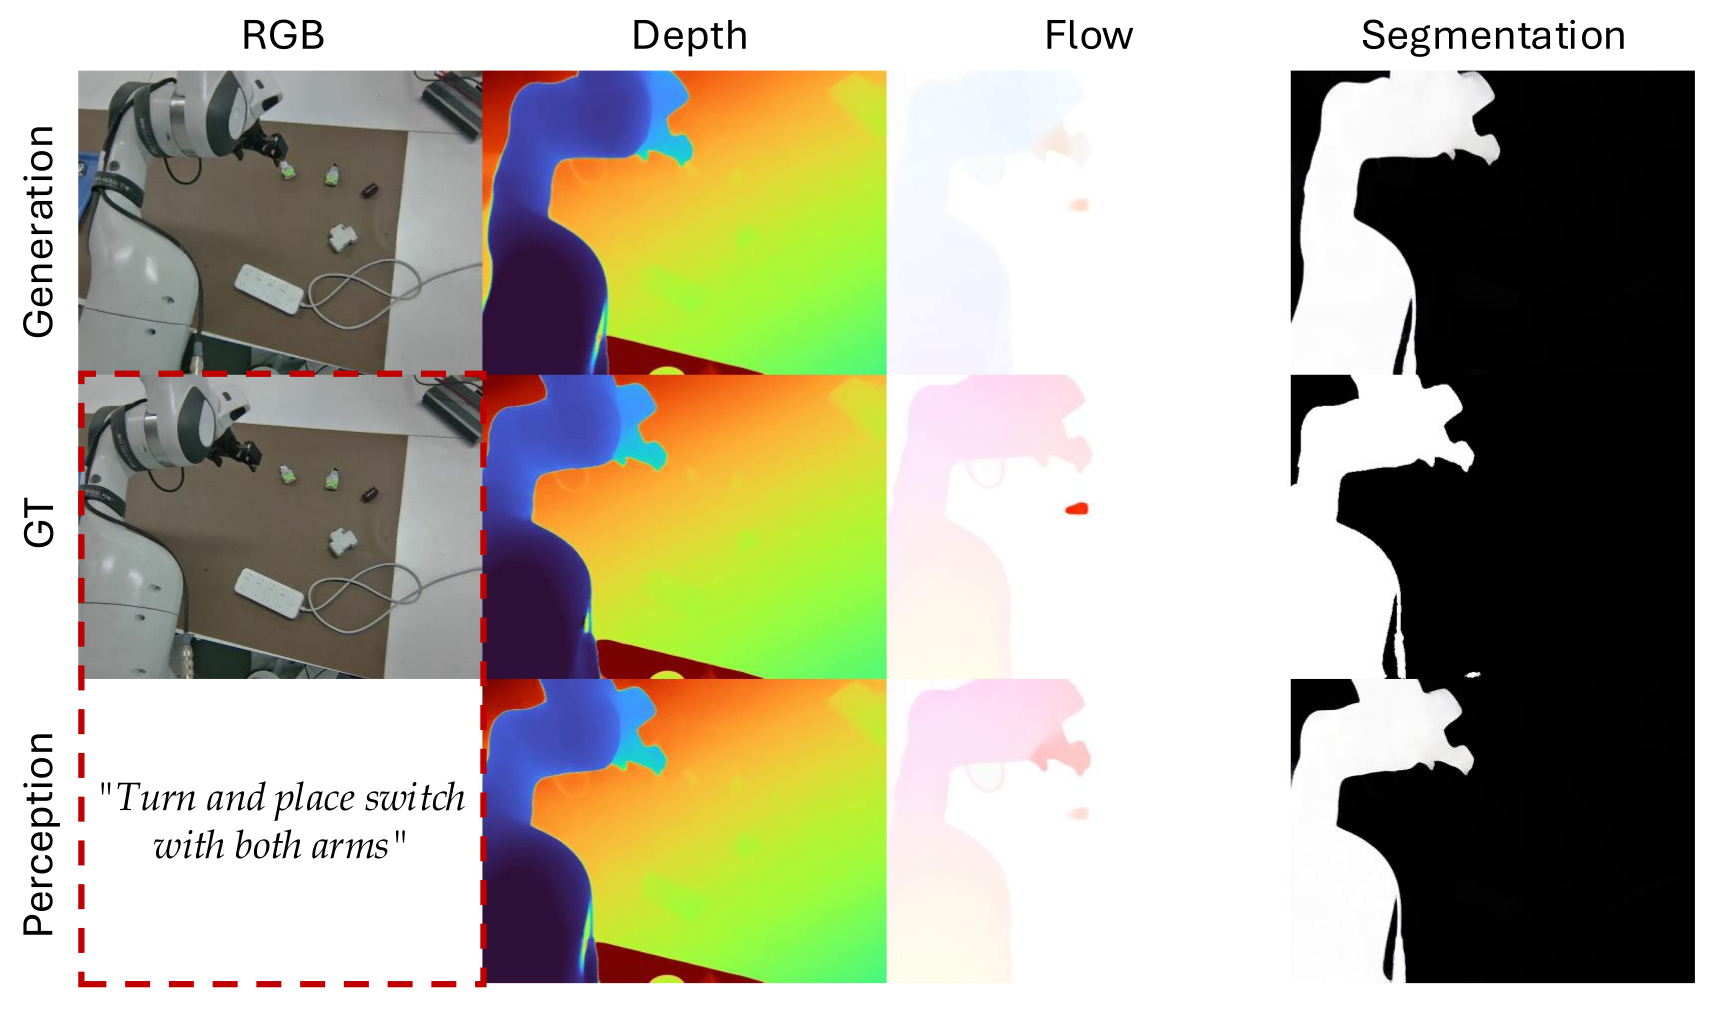 RGB Depth Flow Segmentation
Generation
GT
Perception
"Turn and place switch
with both arms"